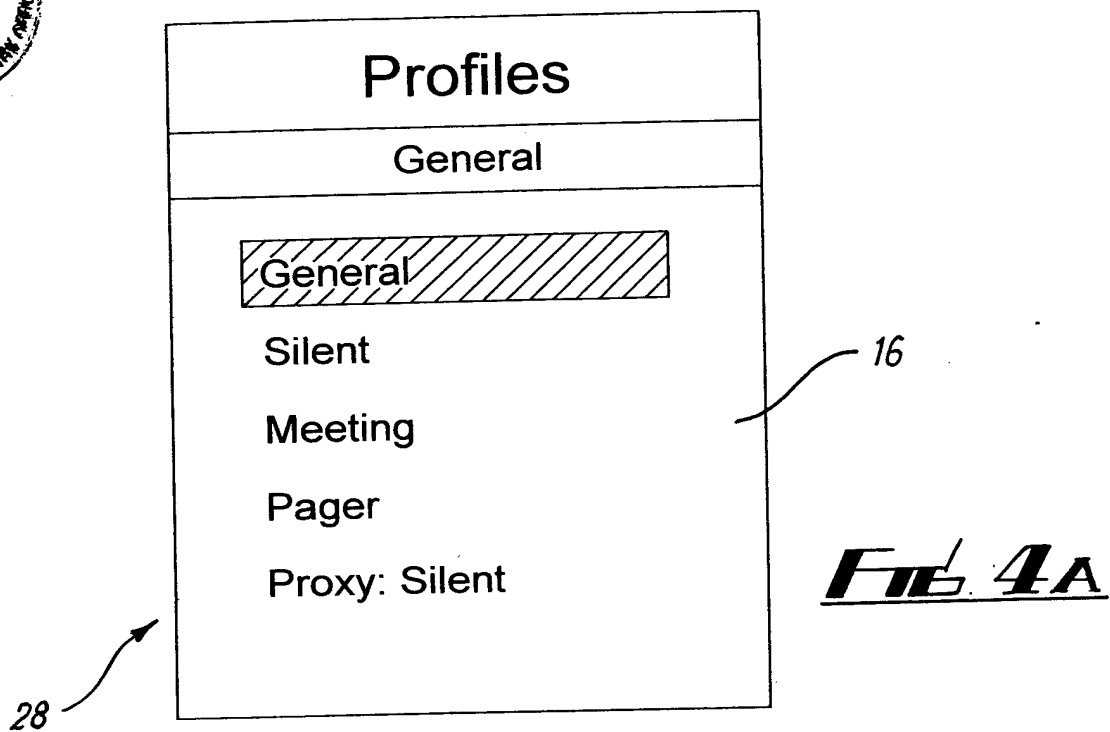 Profiles
General
General
Silent
Meeting
Pager
Proxy: Silent
16
28
FIG. 4A